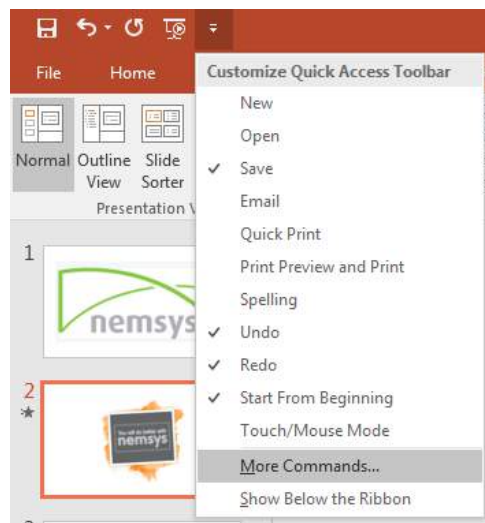 File Home
Customize Quick Access Toolbar
New
Open
Save
Email
Quick Print
Print Preview and Print
Spelling
Undo
Redo
Start From Beginning
Touch/Mouse Mode
More Commands...
Show Below the Ribbon
Normal Outline View Slide Sorter
Presentation
1
nemsys
2
nemsys